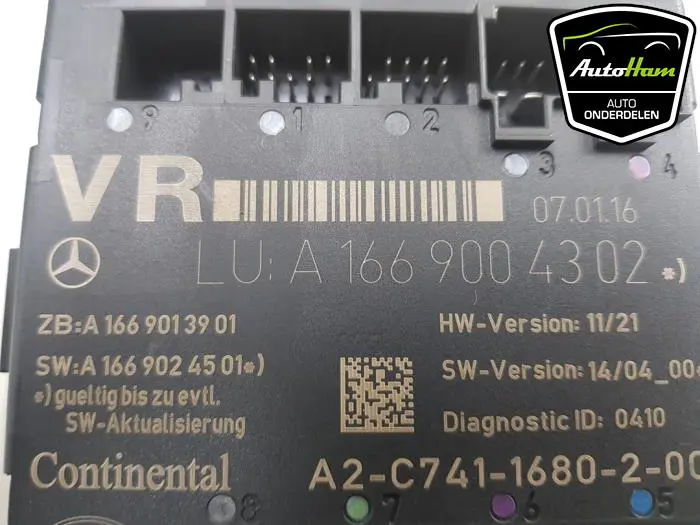 AutoHam
AUTO
ONDERDELEN
9 1 2 3 4
VR
07.01.16
LU: A 166 900 43 02 *)
ZB:A 166 901 39 01
HW-Version: 11/21
SW:A 166 902 45 01*)
SW-Version: 14/04_00
*) gueltig bis zu evtl.
SW-Aktualisierung
Diagnostic ID: 0410
Continental
A2-C741-1680-2-00
8 7 6 5